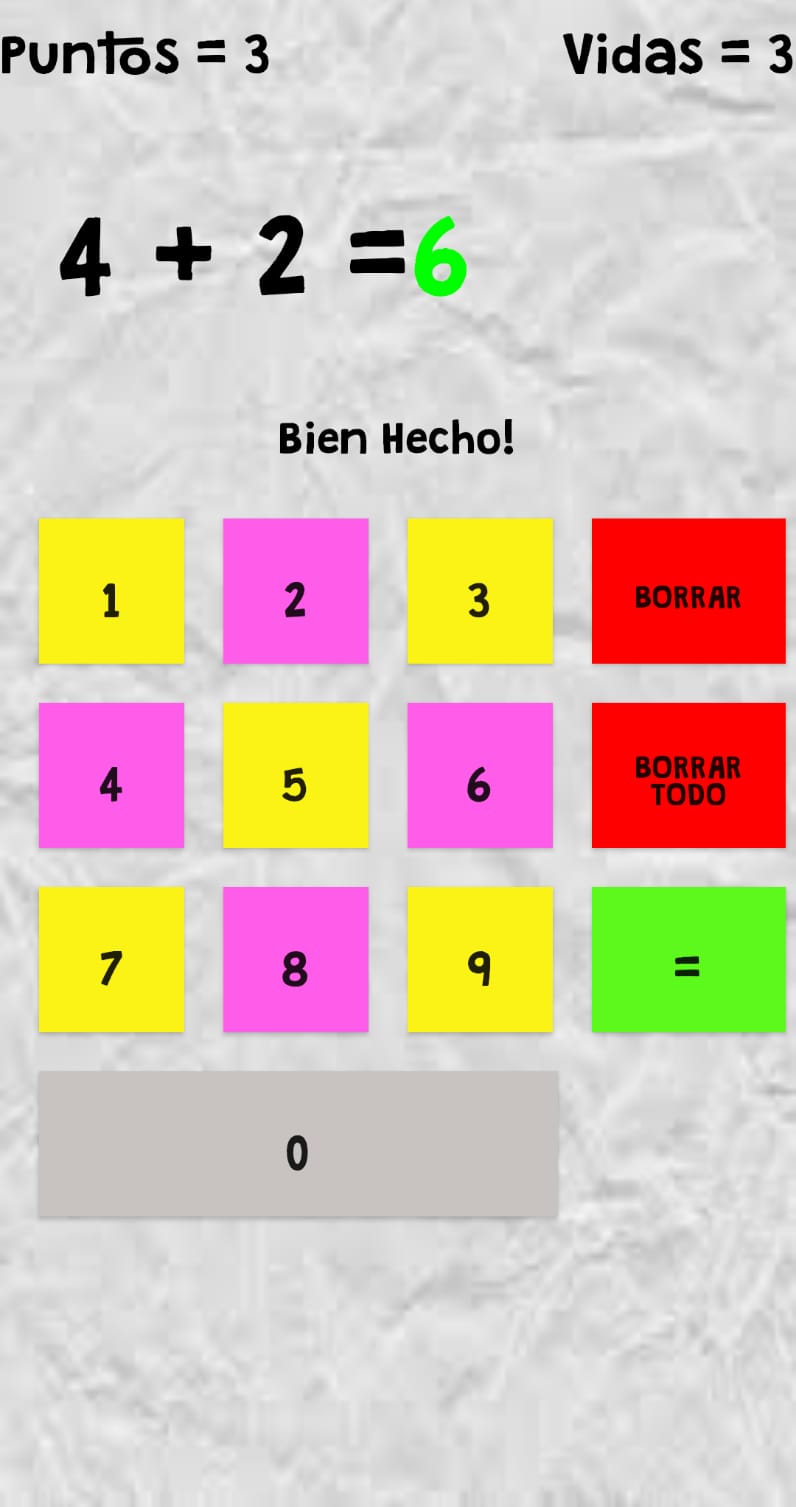 Puntos = 3 Vidas = 3
4 + 2 =6
Bien Hecho!
1 2 3 BORRAR
4 5 6 BORRAR TODO
7 8 9 =
0